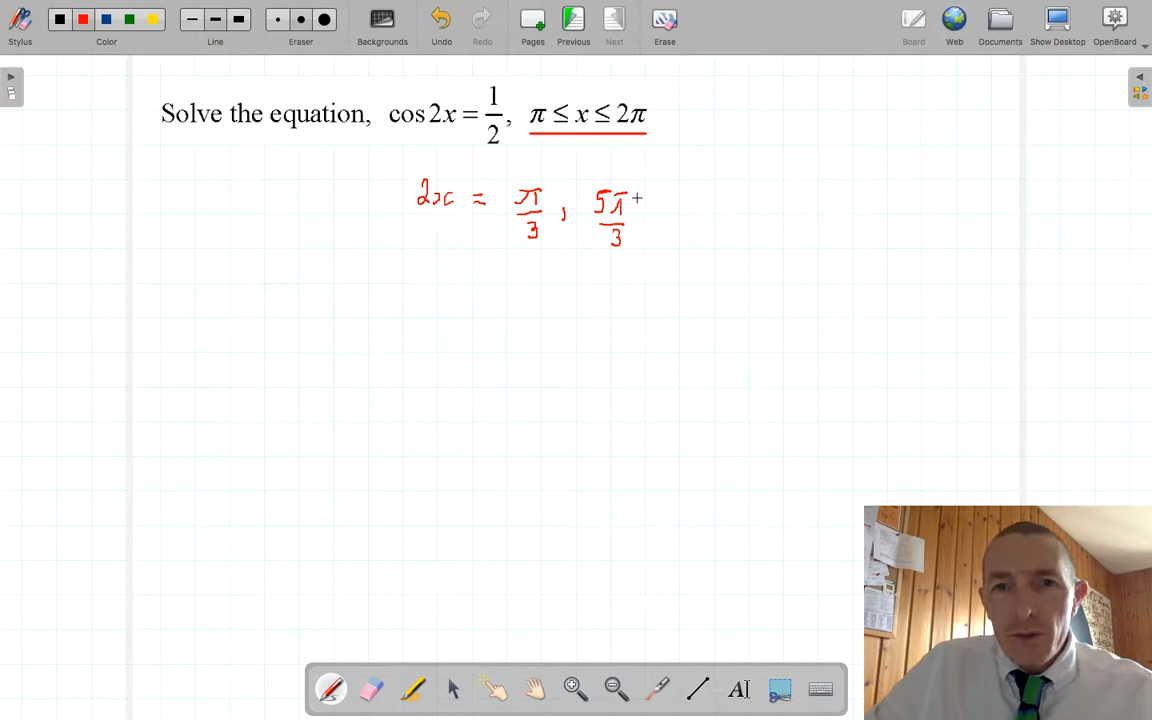 Stylus Color Line Eraser Backgrounds Undo Redo Pages Previous Next Erase Board Web Documents Show Desktop OpenBoard
Solve the equation, cos 2x = 1/2, π ≤ x ≤ 2π
2x = π/3, 5π/3